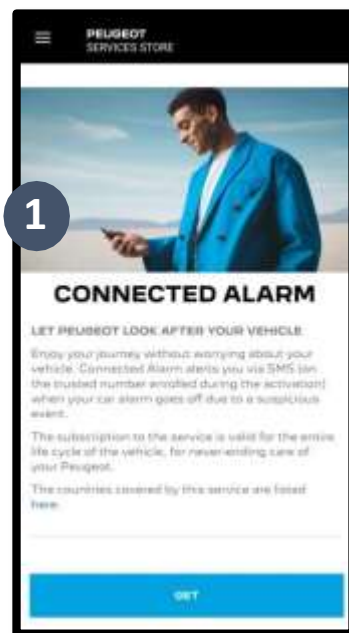 PEUGEOT
SERVICES STORE
1
CONNECTED ALARM
LET PEUGEOT LOOK AFTER YOUR VEHICLE
Enjoy your journey without worrying about your
vehicle. Connected Alarm alerts you via SMS (on
the trusted number enrolled during the activation)
when your car alarm goes off due to a suspicious
event.
The subscription to the service is valid for the entire
life cycle of the vehicle, for never-ending care of
your Peugeot.
The countries covered by this service are listed
here.
GET